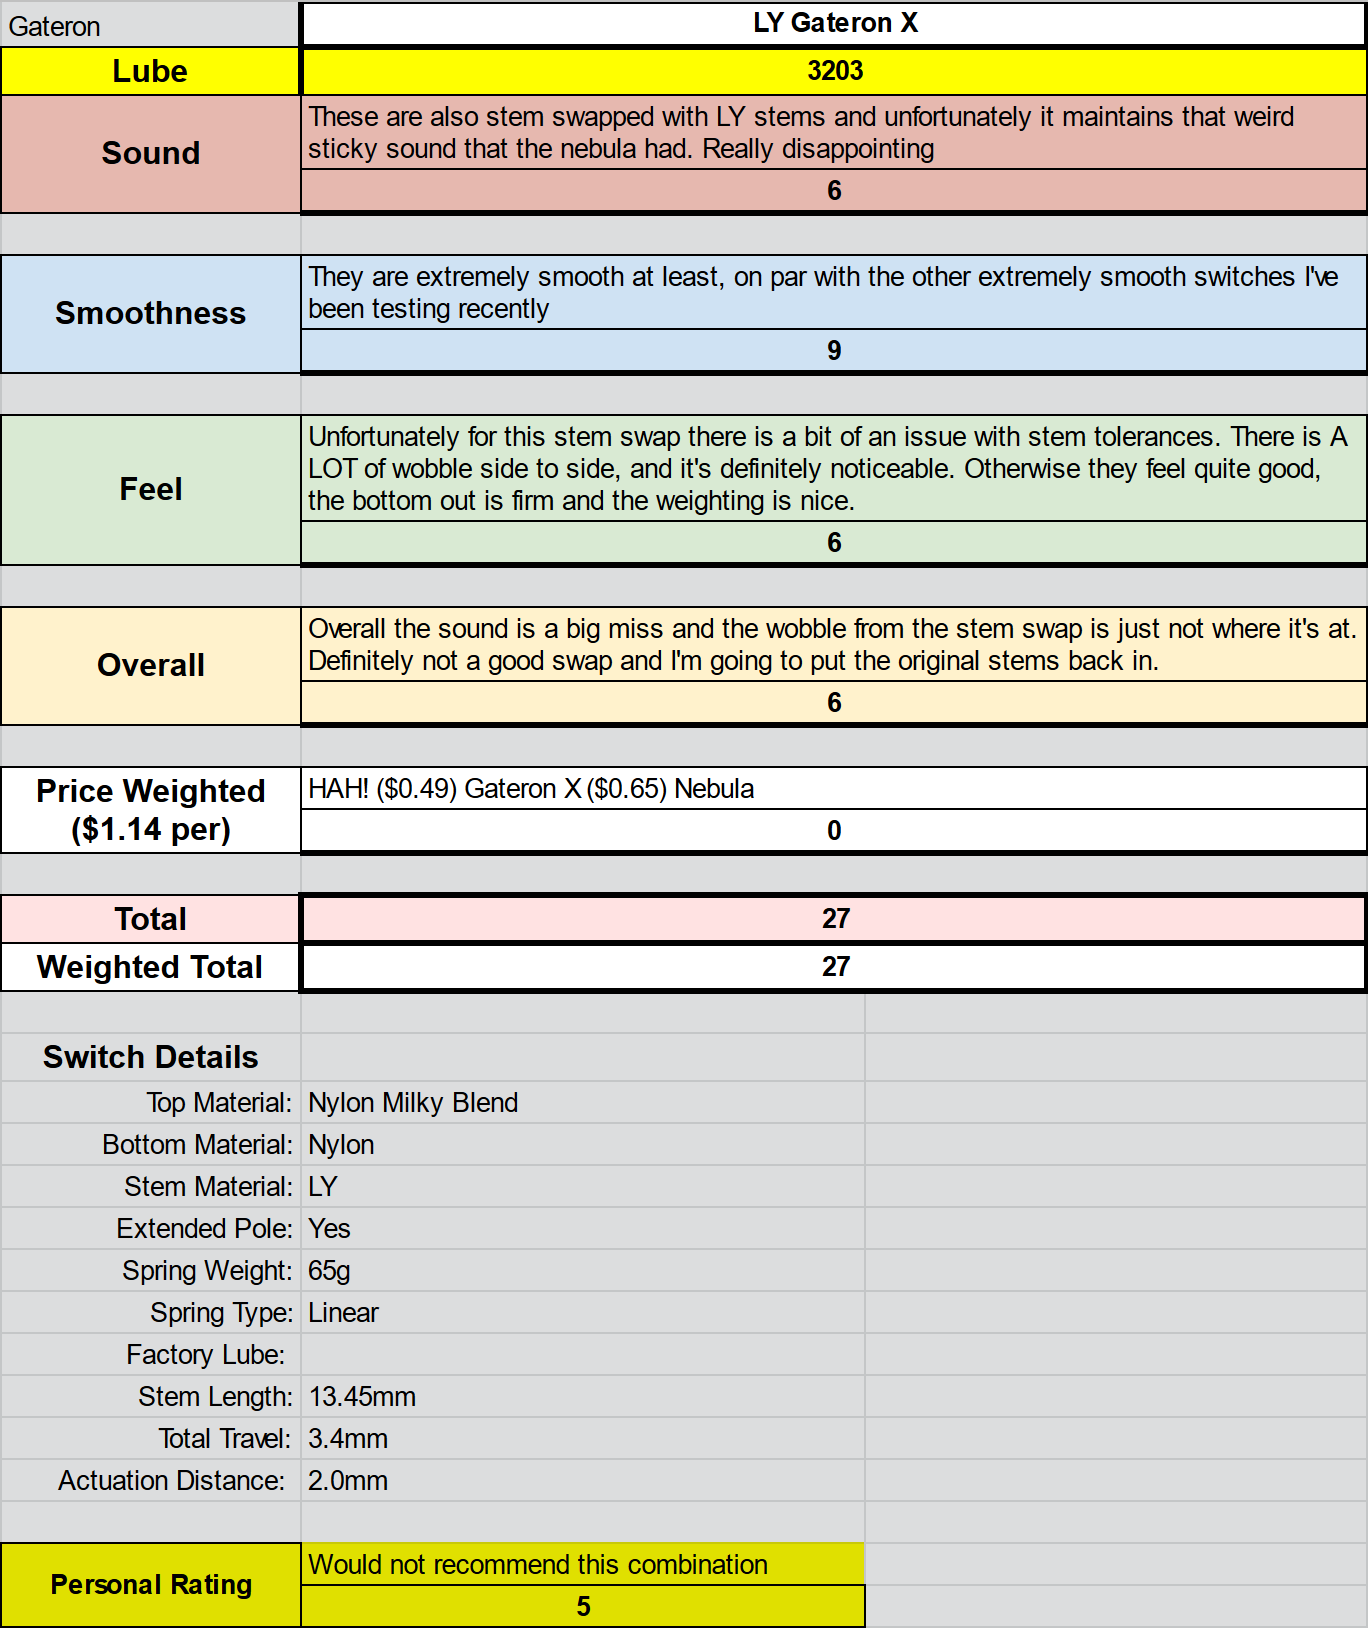 Gateron
LY Gateron X
Lube
3203
Sound
These are also stem swapped with LY stems and unfortunately it maintains that weird
sticky sound that the nebula had. Really disappointing
6
Smoothness
They are extremely smooth at least, on par with the other extremely smooth switches I've
been testing recently
9
Feel
Unfortunately for this stem swap there is a bit of an issue with stem tolerances. There is A
LOT of wobble side to side, and it's definitely noticeable. Otherwise they feel quite good,
the bottom out is firm and the weighting is nice.
6
Overall
Overall the sound is a big miss and the wobble from the stem swap is just not where it's at.
Definitely not a good swap and I'm going to put the original stems back in.
6
Price Weighted
($1.14 per)
HAH! ($0.49) Gateron X ($0.65) Nebula
0
Total
27
Weighted Total
27
Switch Details
Top Material: Nylon Milky Blend
Bottom Material: Nylon
Stem Material: LY
Extended Pole: Yes
Spring Weight: 65g
Spring Type: Linear
Factory Lube:
Stem Length: 13.45mm
Total Travel: 3.4mm
Actuation Distance: 2.0mm
Personal Rating
Would not recommend this combination
5